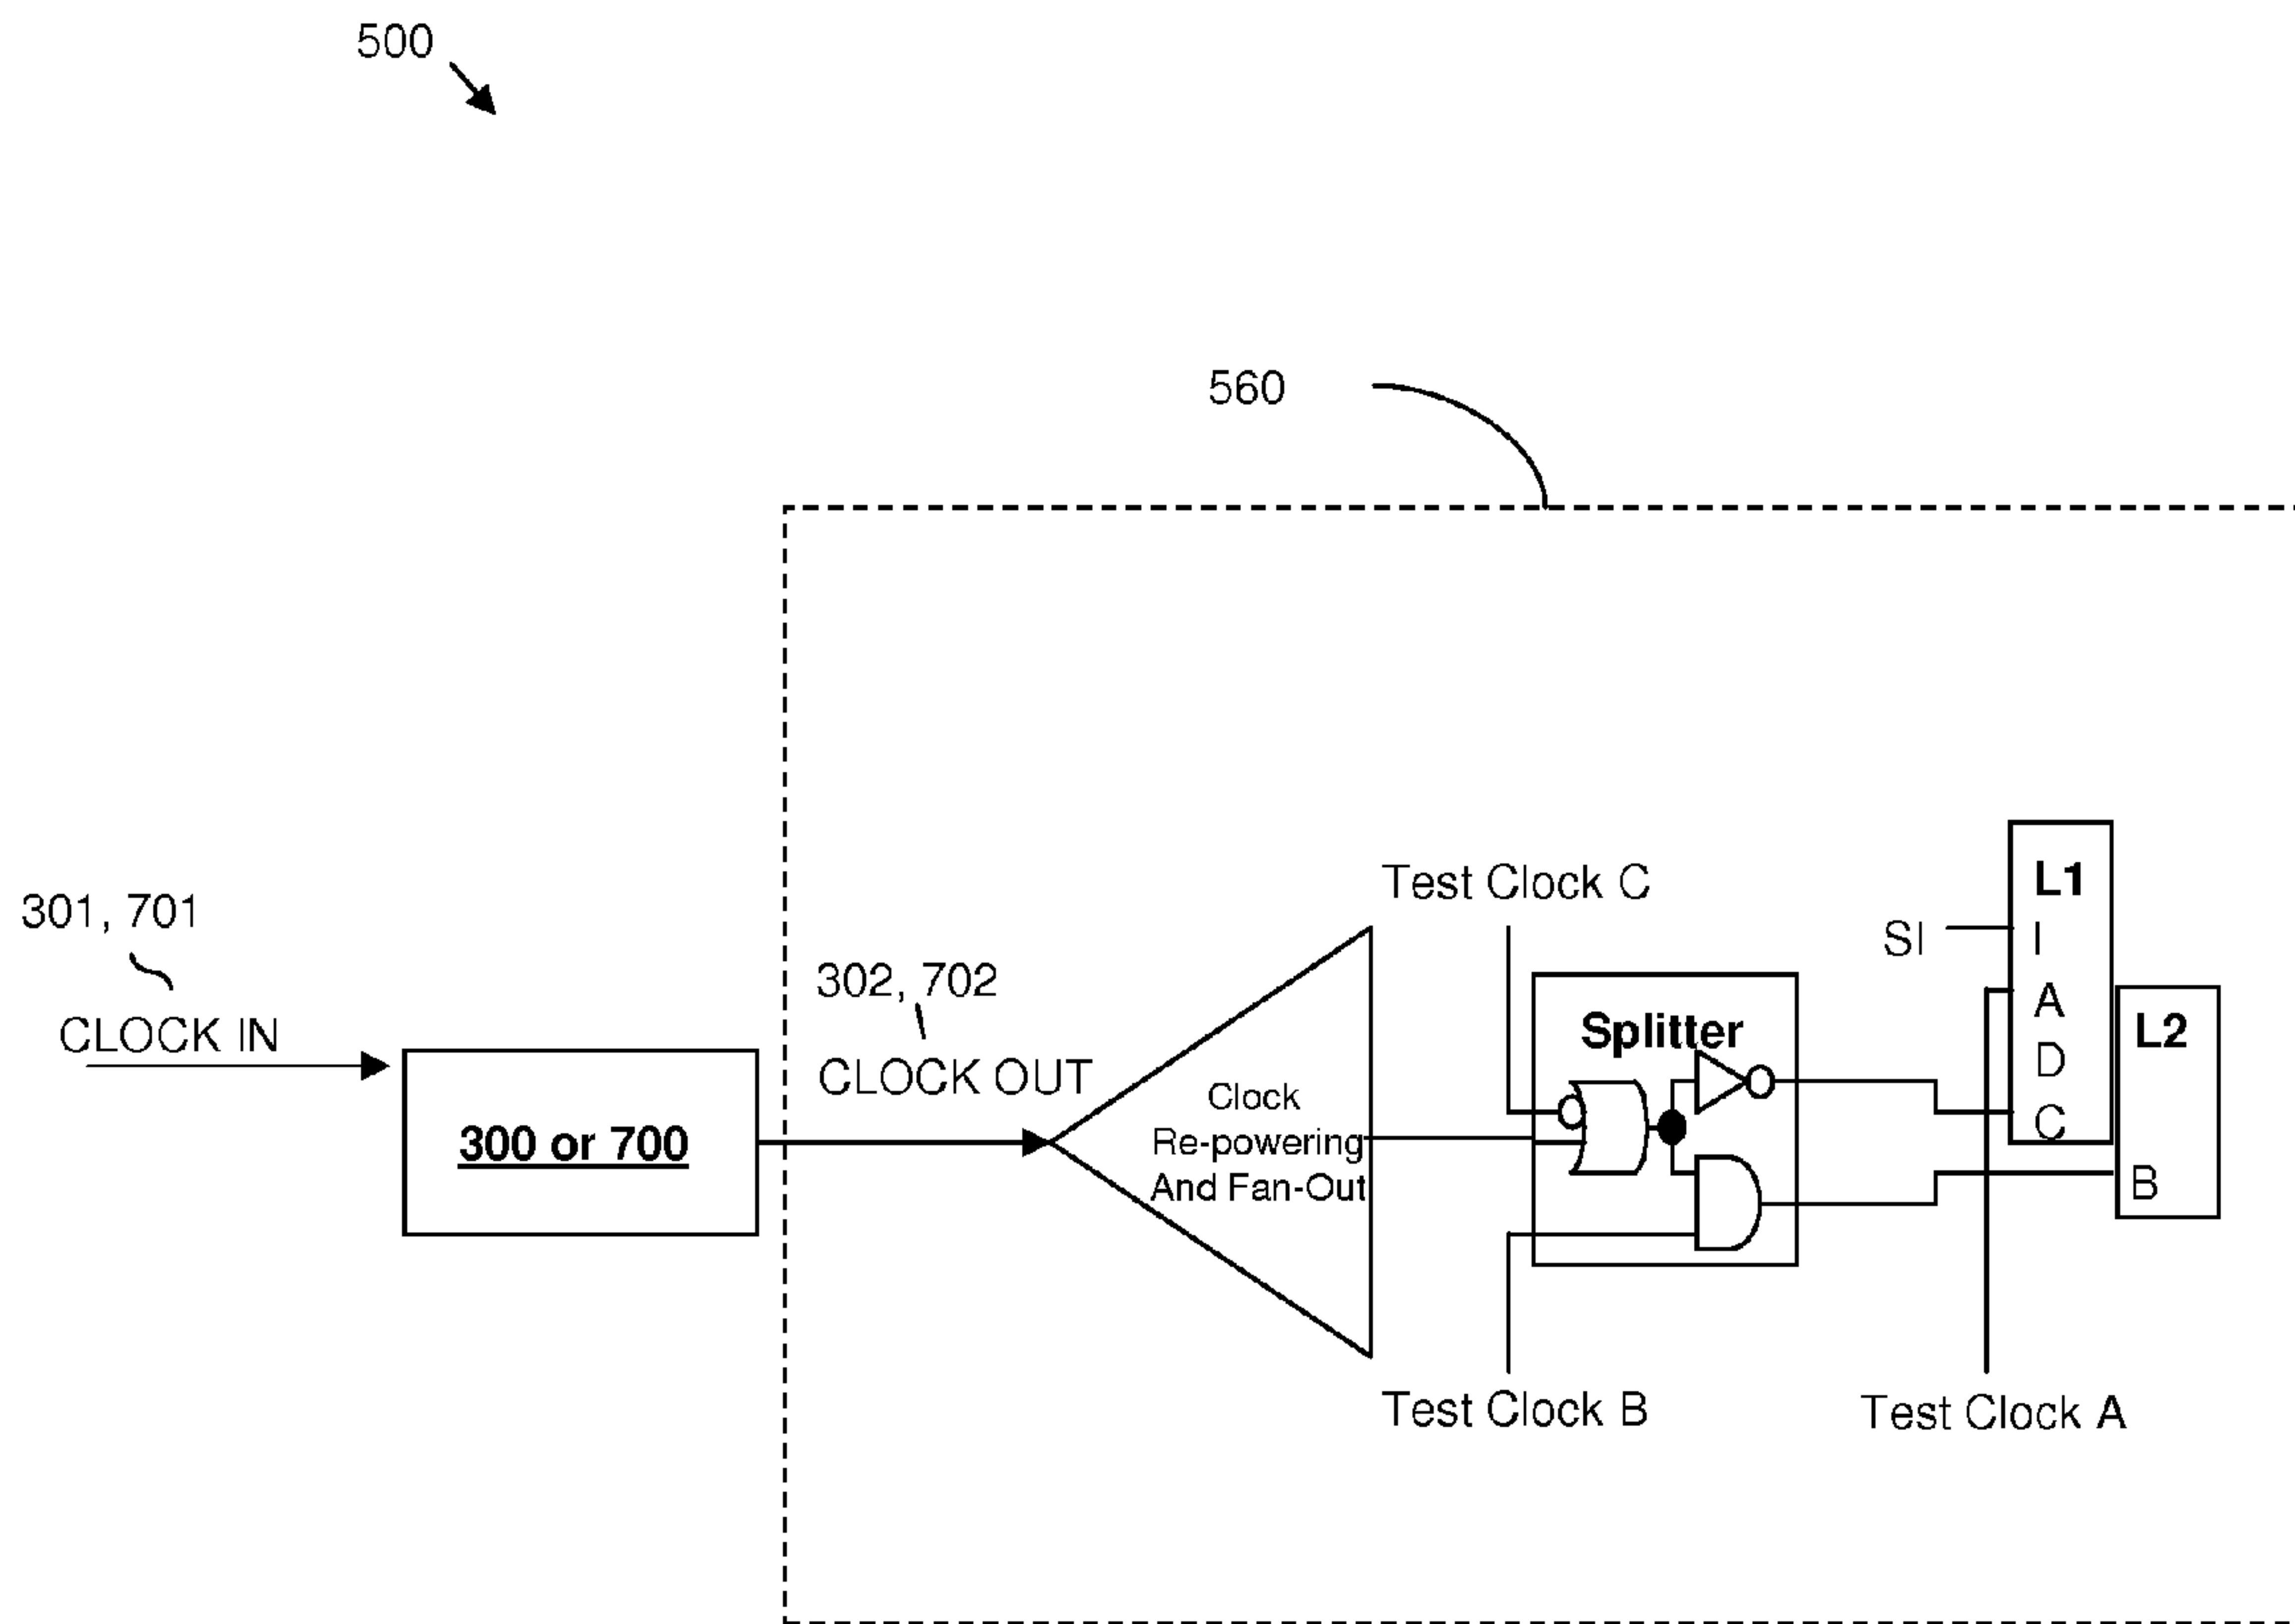 500
560
301, 701
CLOCK IN
300 or 700
302, 702
CLOCK OUT
Clock
Re-powering
And Fan-Out
Test Clock C
Splitter
Test Clock B
SI
L1
I
A
D
C
L2
B
Test Clock A